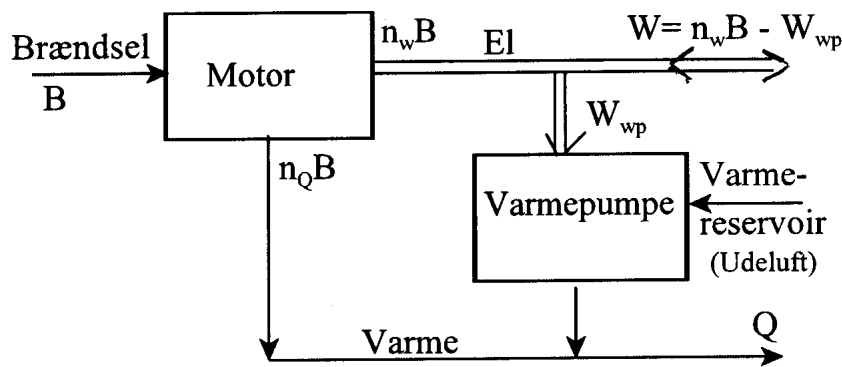 Brændsel
B
Motor
n_wB
El
W= n_wB - W_wp
W_wp
n_QB
Varmepumpe
Varme-
reservoir
(Udeluft)
Varme
Q